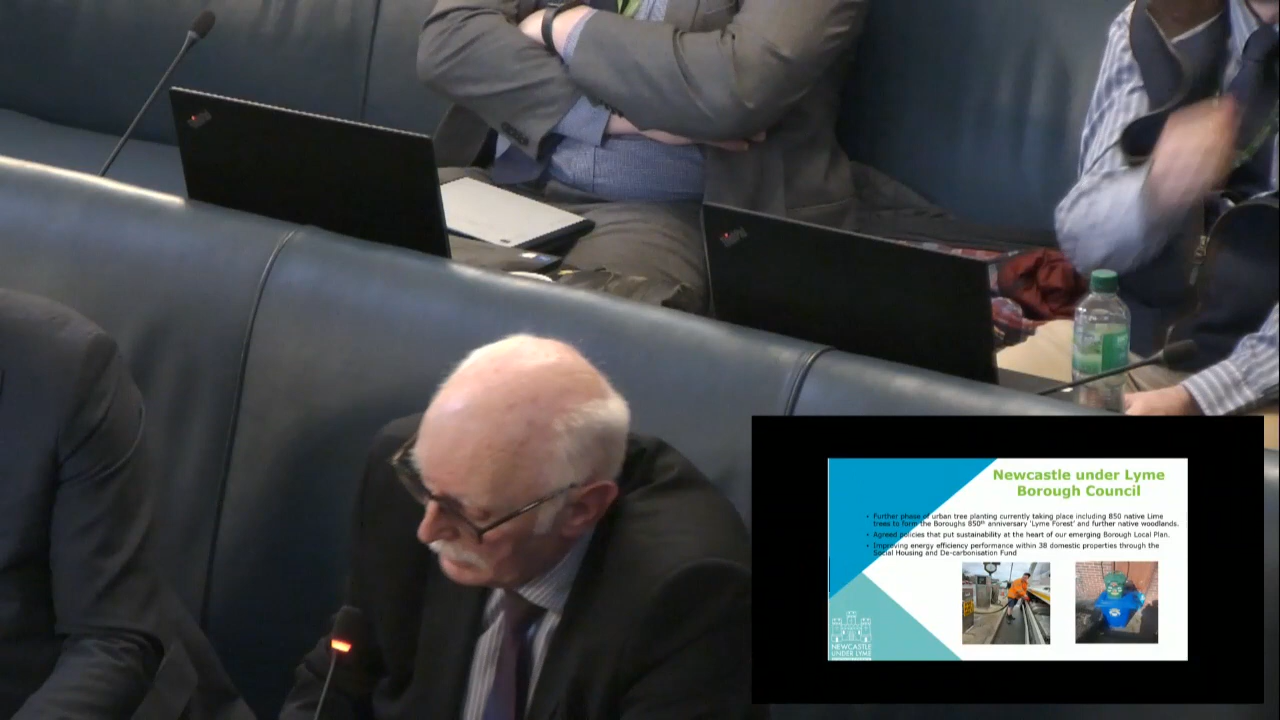 Newcastle under Lyme
Borough Council
• Further phase of urban tree planting currently taking place including 850 native Lime
trees to form the Boroughs 850th anniversary 'Lyme Forest' and further native woodlands.
• Agreed policies that put sustainability at the heart of our emerging Borough Local Plan.
• Improving energy efficiency performance within 38 domestic properties through the
Social Housing and De-carbonisation Fund
NEWCASTLE
UNDER LYME